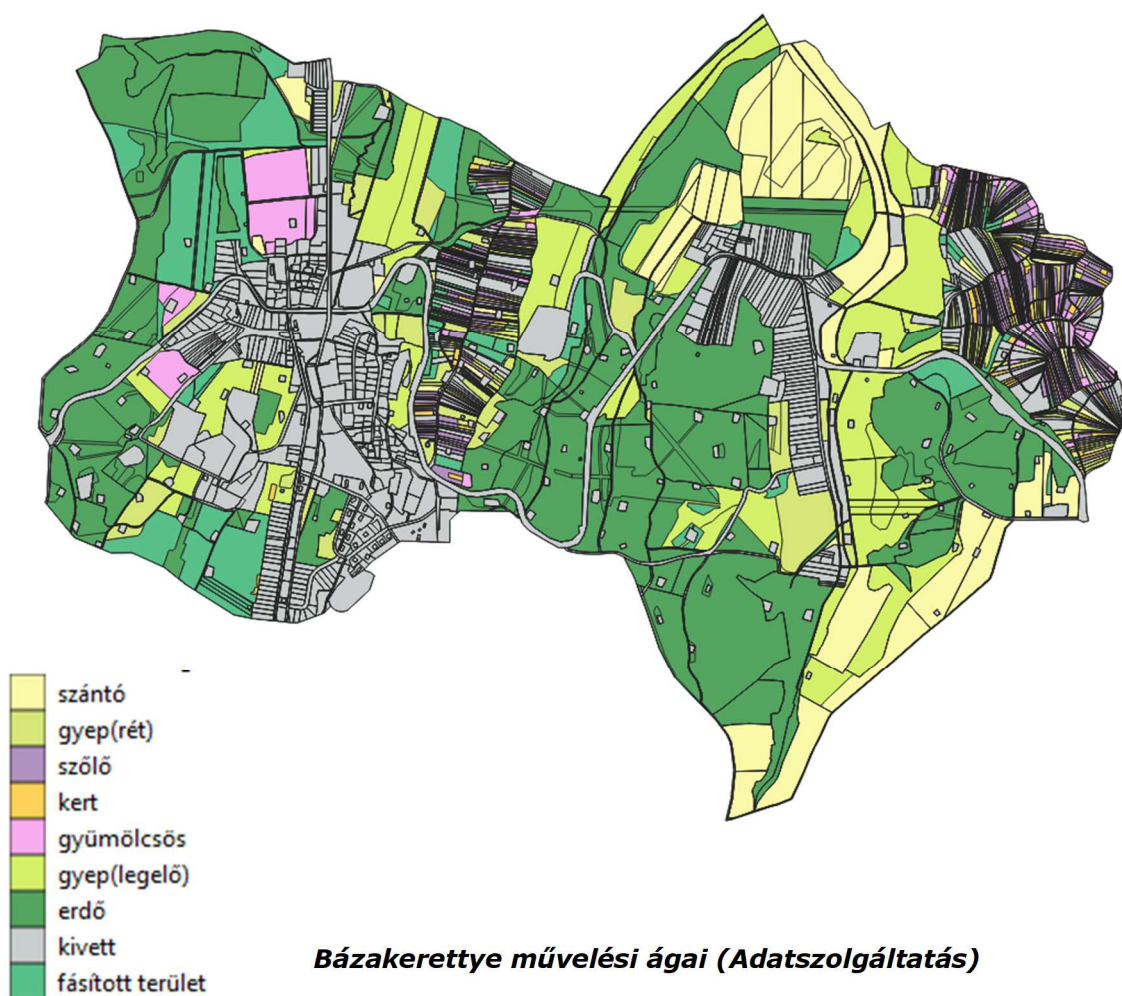 szántó
gyep(rét)
szőlő
kert
gyümölcsös
gyep(legelő)
erdő
kivett
fásított terület
Bázakerettye művelési ágai (Adatszolgáltatás)